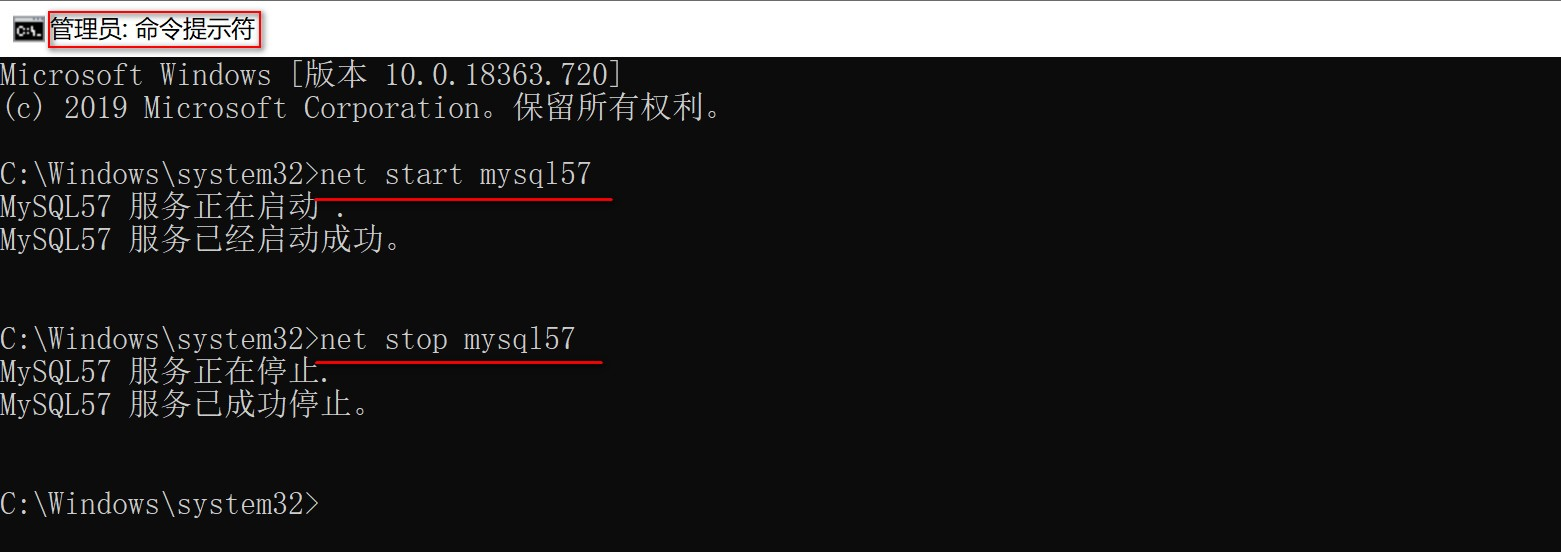 管理员: 命令提示符
Microsoft Windows [版本 10.0.18363.720]
(c) 2019 Microsoft Corporation。保留所有权利。
C:\Windows\system32>net start mysql57
MySQL57 服务正在启动 .
MySQL57 服务已经启动成功。
C:\Windows\system32>net stop mysql57
MySQL57 服务正在停止.
MySQL57 服务已成功停止。
C:\Windows\system32>